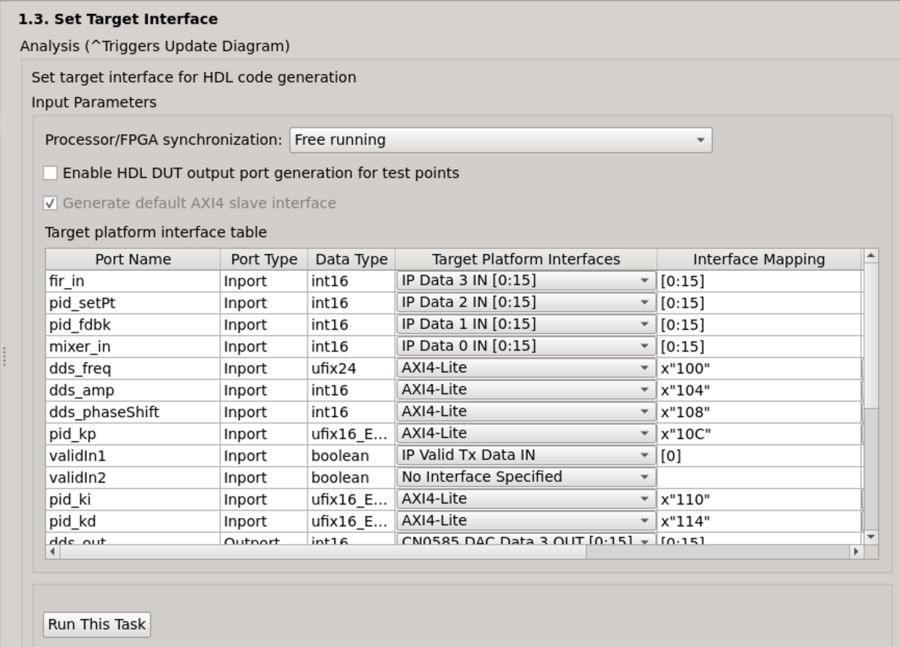 1.3. Set Target Interface
Analysis (^Triggers Update Diagram)
Set target interface for HDL code generation
Input Parameters
Processor/FPGA synchronization: Free running
Enable HDL DUT output port generation for test points
Generate default AXI4 slave interface
Target platform interface table
Port Name Port Type Data Type Target Platform Interfaces Interface Mapping
fir_in Inport int16 IP Data 3 IN [0:15] [0:15]
pid_setPt Inport int16 IP Data 2 IN [0:15] [0:15]
pid_fdbk Inport int16 IP Data 1 IN [0:15] [0:15]
mixer_in Inport int16 IP Data 0 IN [0:15] [0:15]
dds_freq Inport ufix24 AXI4-Lite x"100"
dds_amp Inport int16 AXI4-Lite x"104"
dds_phaseShift Inport int16 AXI4-Lite x"108"
pid_kp Inport ufix16_E... AXI4-Lite x"10C"
validIn1 Inport boolean IP Valid Tx Data IN [0]
validIn2 Inport boolean No Interface Specified
pid_ki Inport ufix16_E... AXI4-Lite x"110"
pid_kd Inport ufix16_E... AXI4-Lite x"114"
dds_out Outport int16 CN0585 DAC Data 3 OUT [0:15] [0:15]
Run This Task